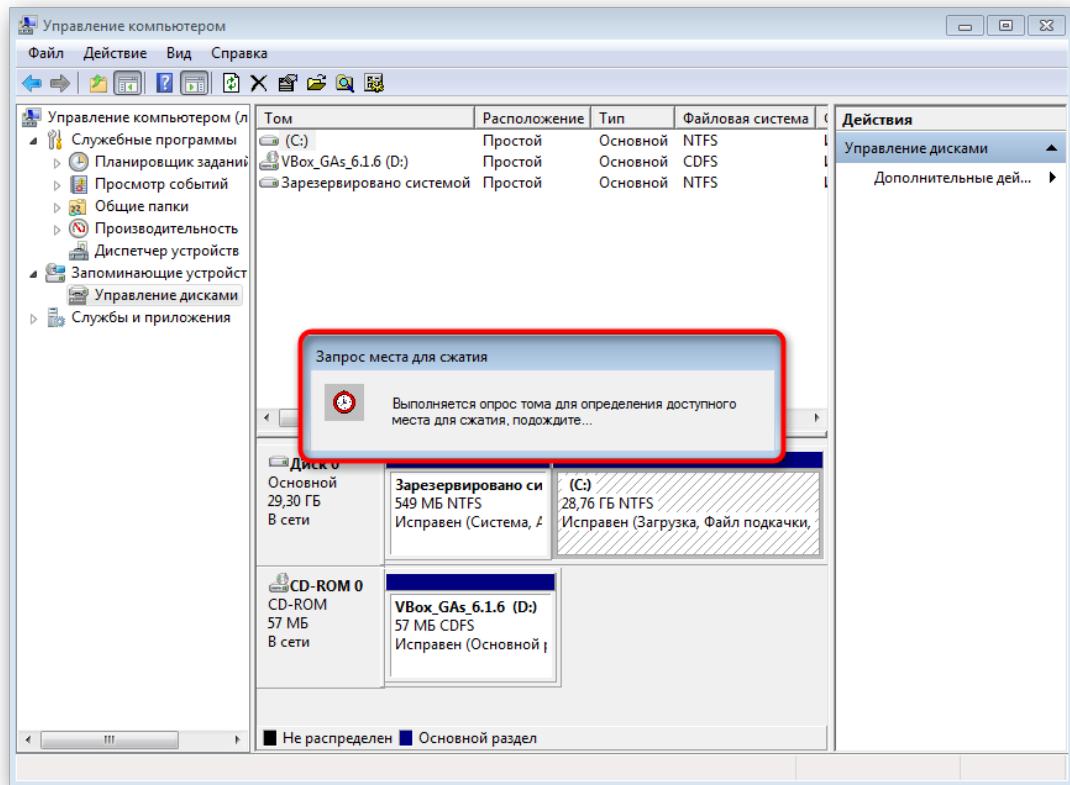 Управление компьютером
Файл Действие Вид Справка
Управление компьютером (л
Служебные программы
Планировщик заданий
Просмотр событий
Общие папки
Производительность
Диспетчер устройств
Запоминающие устройст
Управление дисками
Службы и приложения
Том Расположение Тип Файловая система
(C:) Простой Основной NTFS
VBox_GAs_6.1.6 (D:) Простой Основной CDFS
Зарезервировано системой Простой Основной NTFS
Действия
Управление дисками
Дополнительные дей...
Запрос места для сжатия
Выполняется опрос тома для определения доступного
места для сжатия, подождите...
Диск 0
Основной
29,30 ГБ
В сети
Зарезервировано си
549 МБ NTFS
Исправен (Система, А
(C:)
28,76 ГБ NTFS
Исправен (Загрузка, Файл подкачки,
CD-ROM 0
CD-ROM
57 МБ
В сети
VBox_GAs_6.1.6 (D:)
57 МБ CDFS
Исправен (Основной р
Не распределен Основной раздел